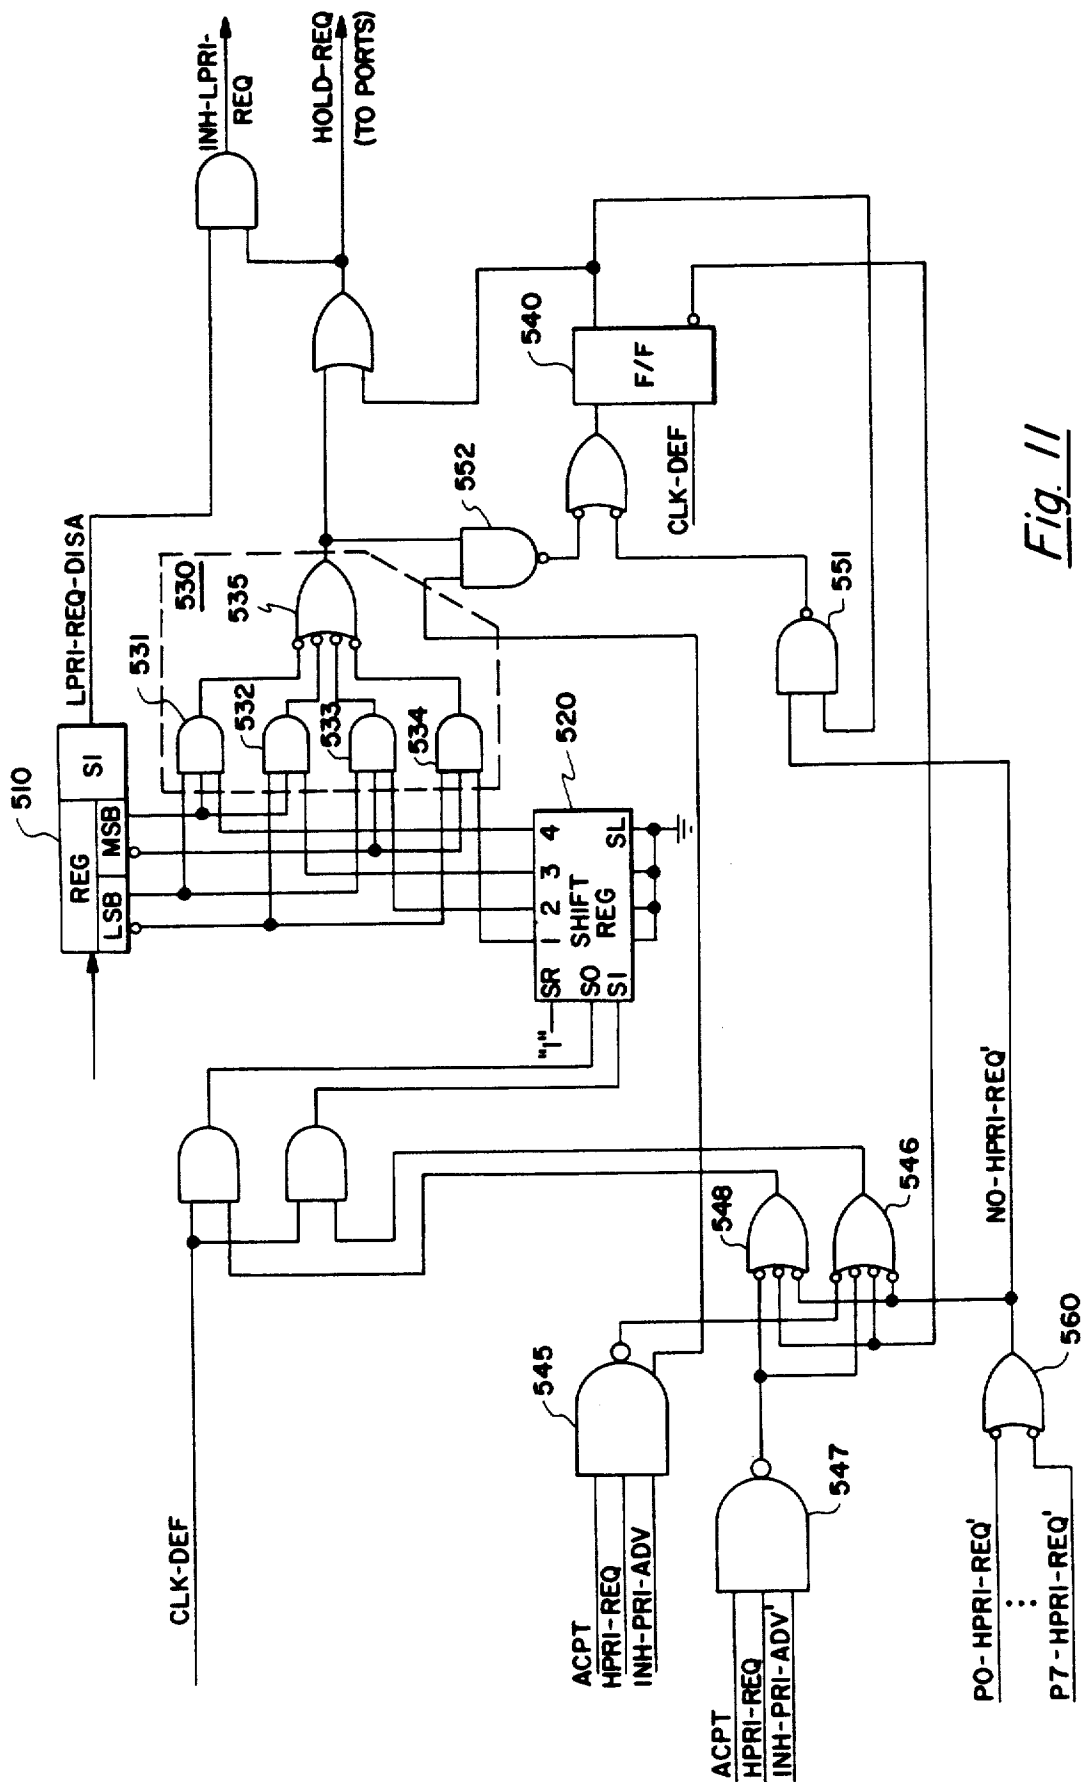 INH-LPRI-
REQ
HOLD-REQ
(TO PORTS)
LPRI-REQ-DISA
510
REG
LSB
MSB
SI
530
531
532
533
534
535
552
540
F/F
CLK-DEF
551
520
1 2 3 4
SHIFT
REG
SR
SO
SI
SL
"1"
CLK-DEF
548
546
NO-HPRI-REQ'
545
ACPT
HPRI-REQ
INH-PRI-ADV
547
ACPT
HPRI-REQ
INH-PRI-ADV'
560
P0-HPRI-REQ'
P7-HPRI-REQ'
Fig. 11